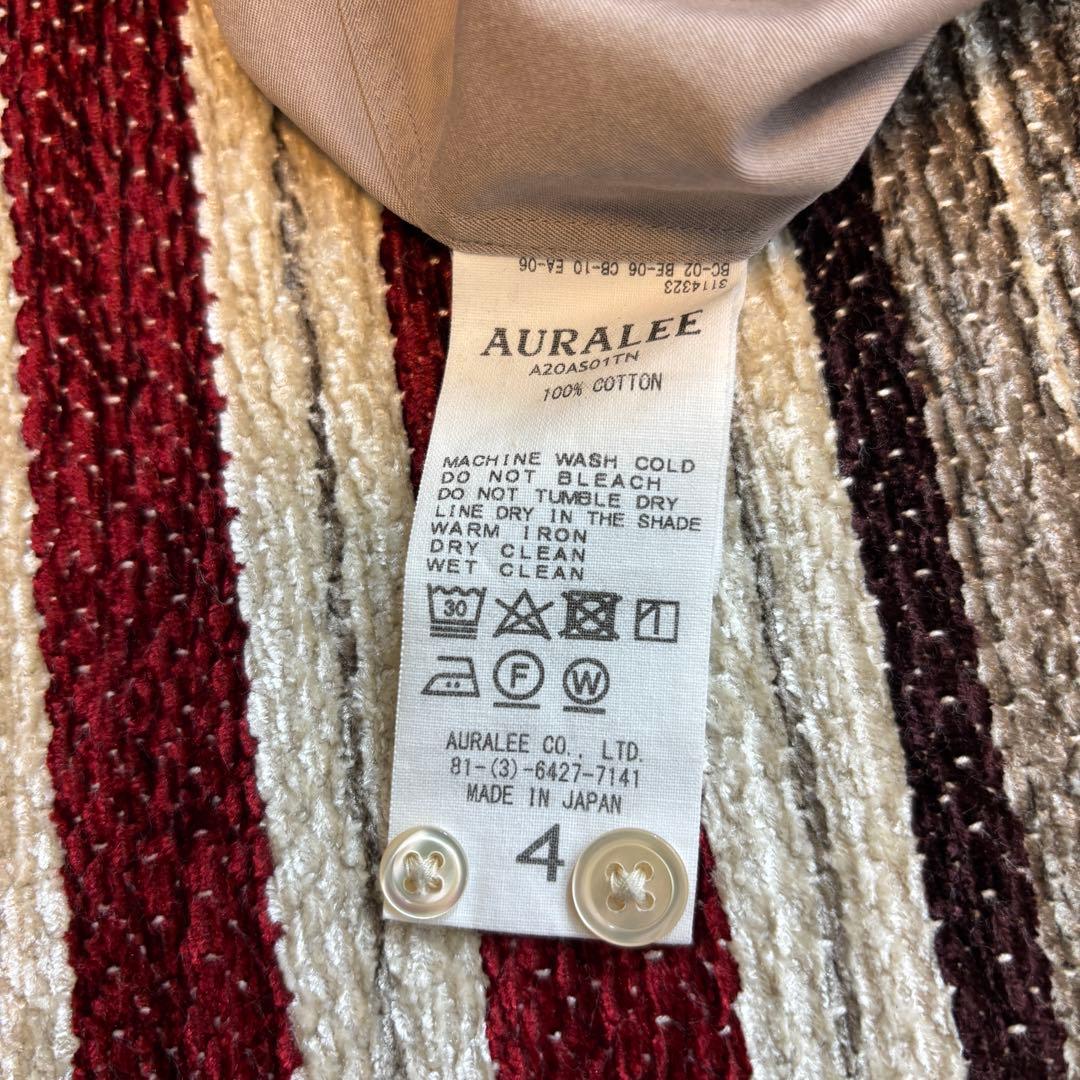 BC-02 BE-06 CB-10 EA-06
3114323
AURALEE
A20AS01TN
100% COTTON
MACHINE WASH COLD
DO NOT BLEACH
DO NOT TUMBLE DRY
LINE DRY IN THE SHADE
WARM IRON
DRY CLEAN
WET CLEAN
30
F W
AURALEE CO., LTD.
81-(3)-6427-7141
MADE IN JAPAN
4